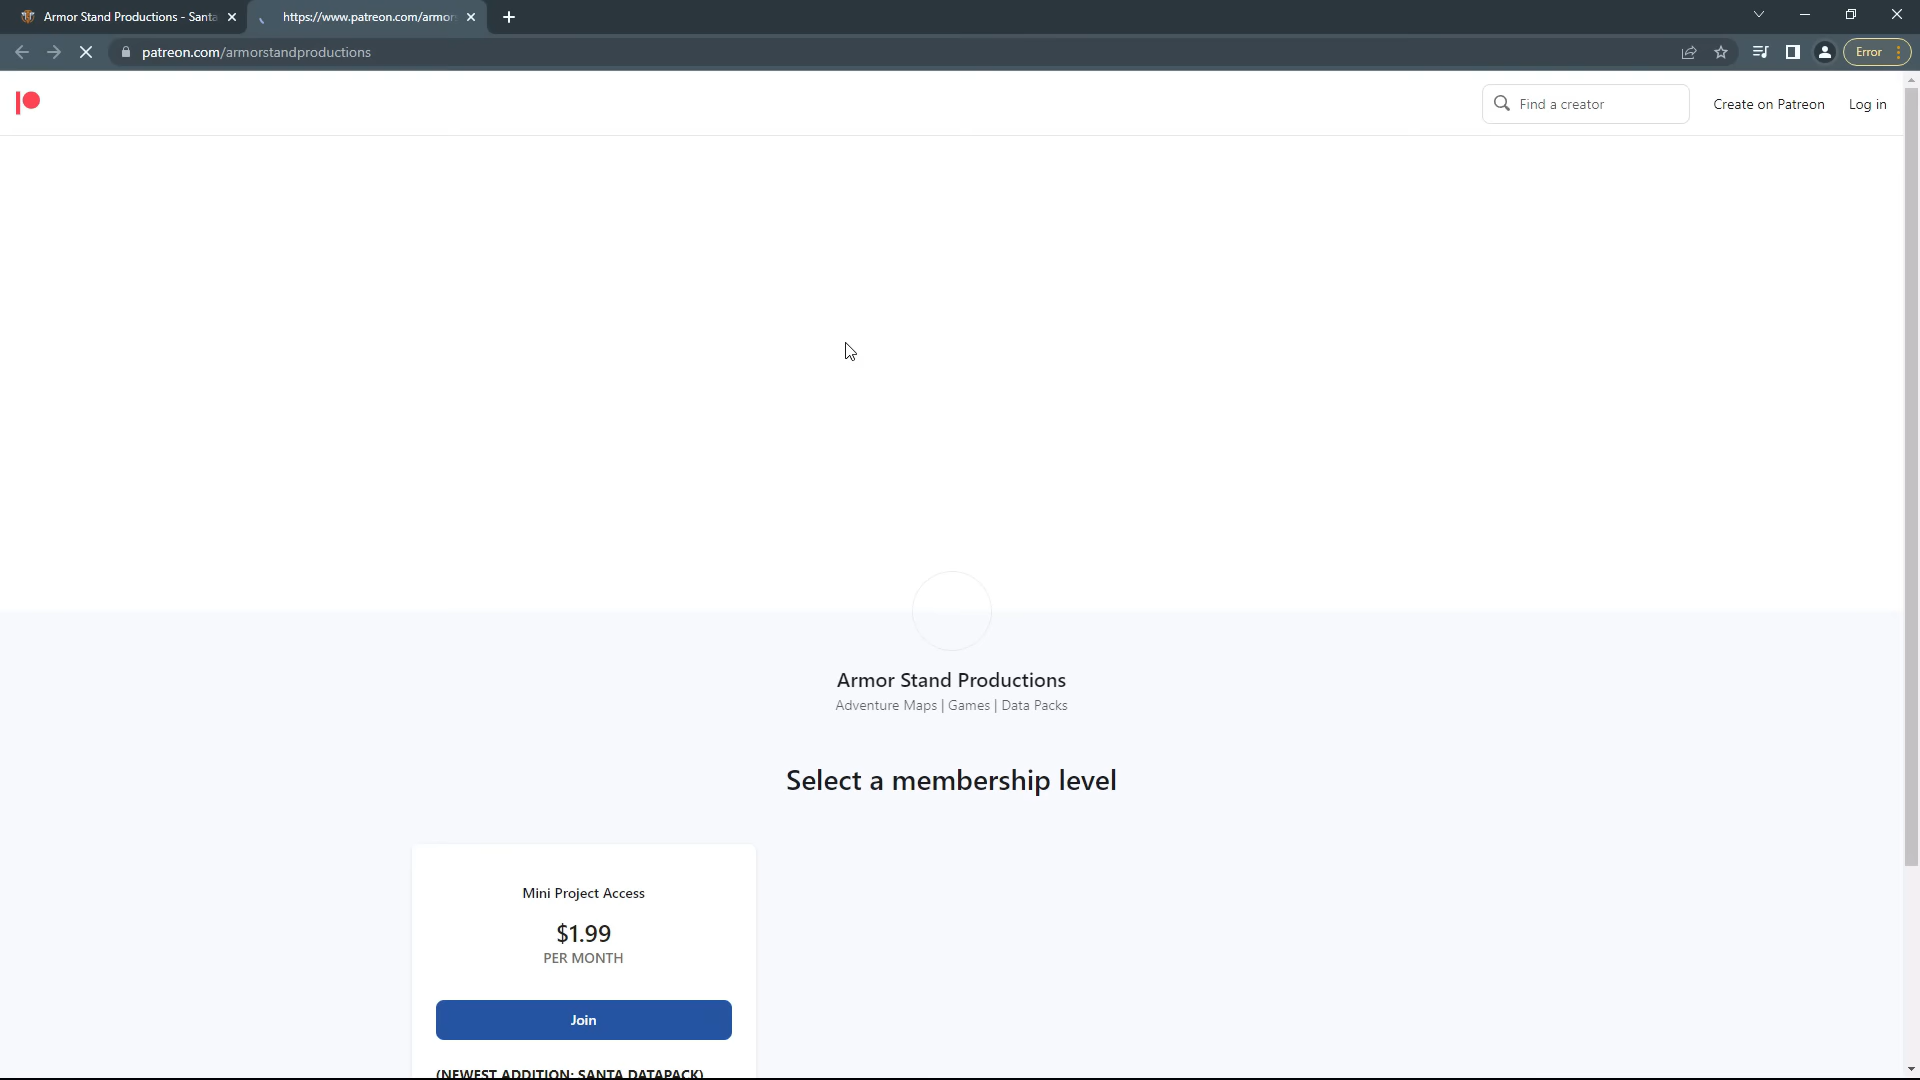 Armor Stand Productions - Santa
https://www.patreon.com/armor
patreon.com/armorstandproductions
Error
Find a creator
Create on Patreon
Log in
Armor Stand Productions
Adventure Maps | Games | Data Packs
Select a membership level
Mini Project Access
$1.99
PER MONTH
Join
(NEWEST ADDITION: SANTA DATAPACK)